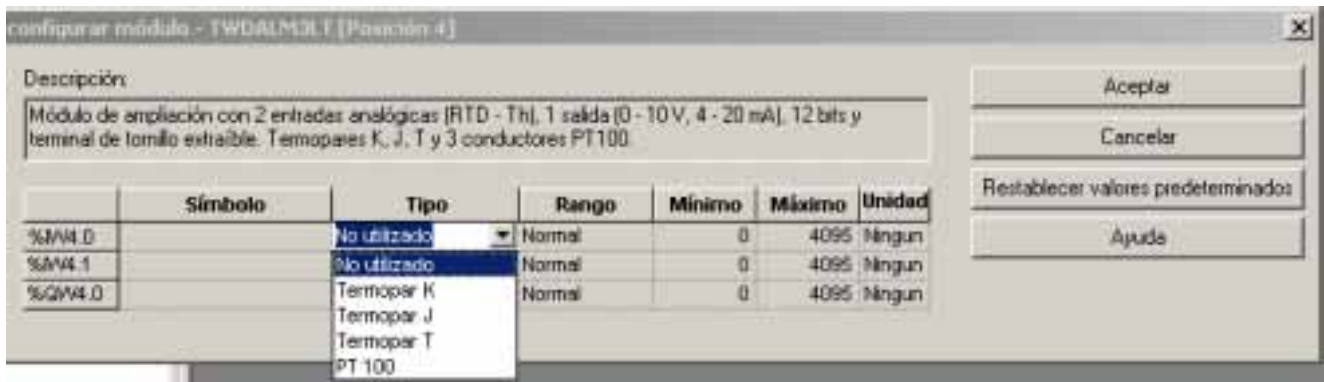 configurar módulo - TWDALM3LT [Posición 4]
Descripción:
Módulo de ampliación con 2 entradas analógicas (RTD - Th), 1 salida (0 - 10 V, 4 - 20 mA), 12 bits y
terminal de tornillo extraíble. Termopares K, J, T y 3 conductores PT100.
Aceptar
Cancelar
Restablecer valores predeterminados
Ayuda
Símbolo Tipo Rango Mínimo Máximo Unidad
%IW4.0 No utilizado Normal 0 4095 Ningun
%IW4.1 No utilizado Normal 0 4095 Ningun
%QW4.0 Termopar K Normal 0 4095 Ningun
Termopar J
Termopar T
PT 100